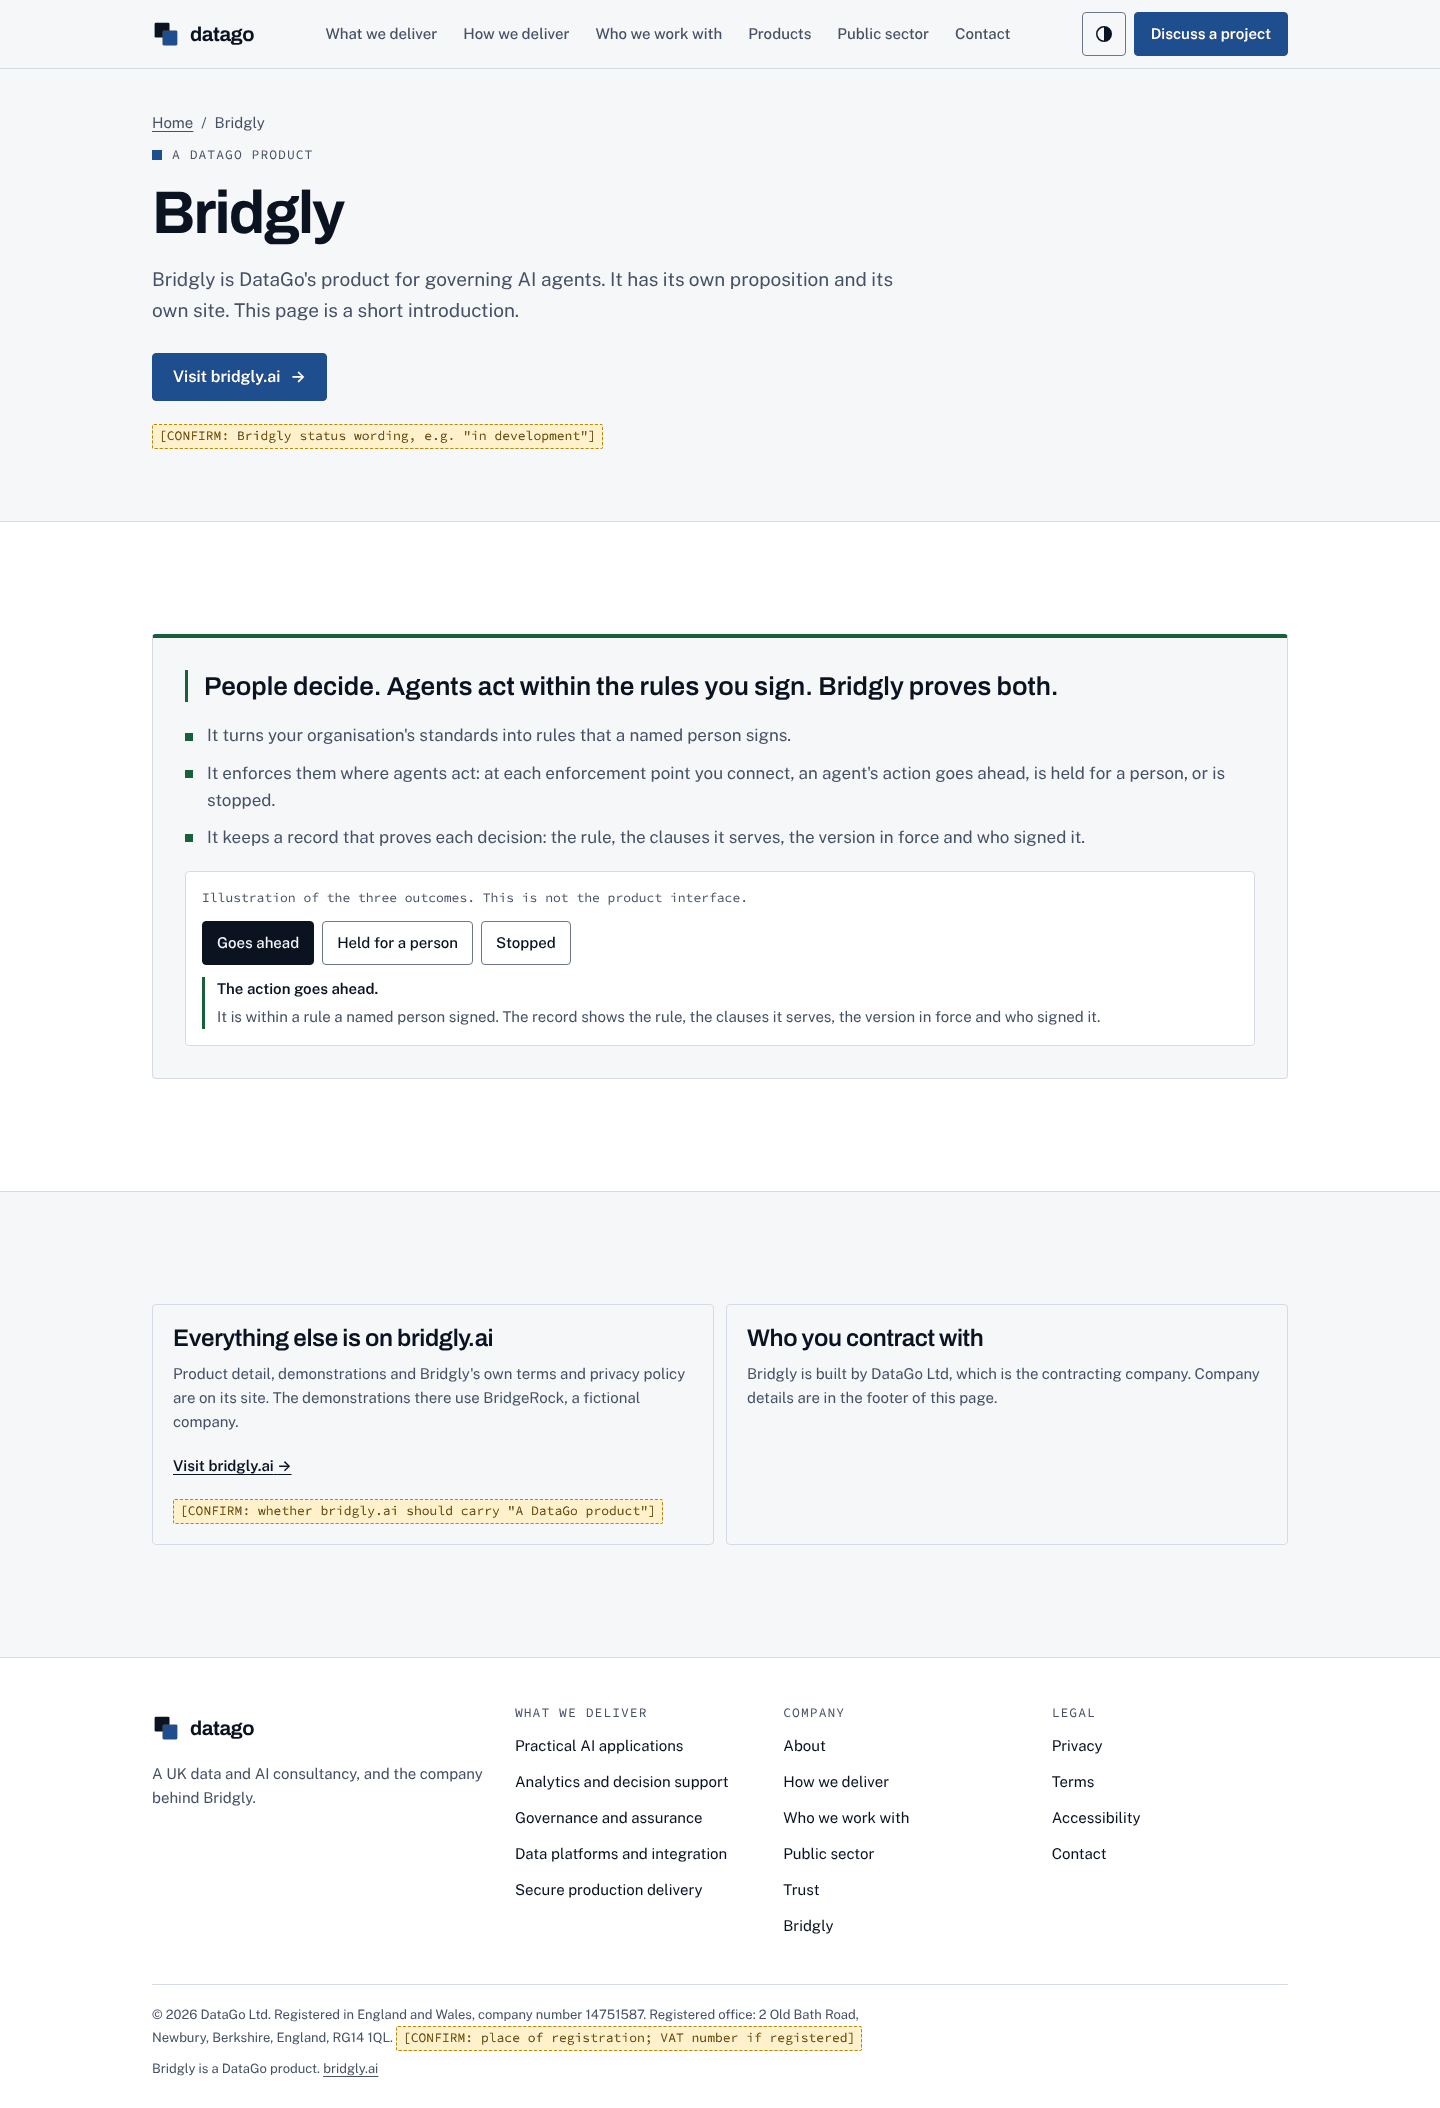 datago
What we deliver
How we deliver
Who we work with
Products
Public sector
Contact
Discuss a project
Home / Bridgly
A DATAGO PRODUCT
Bridgly
Bridgly is DataGo's product for governing AI agents. It has its own proposition and its
own site. This page is a short introduction.
Visit bridgly.ai →
[CONFIRM: Bridgly status wording, e.g. "in development"]
People decide. Agents act within the rules you sign. Bridgly proves both.
It turns your organisation's standards into rules that a named person signs.
It enforces them where agents act: at each enforcement point you connect, an agent's action goes ahead, is held for a person, or is
stopped.
It keeps a record that proves each decision: the rule, the clauses it serves, the version in force and who signed it.
Illustration of the three outcomes. This is not the product interface.
Goes ahead
Held for a person
Stopped
The action goes ahead.
It is within a rule a named person signed. The record shows the rule, the clauses it serves, the version in force and who signed it.
Everything else is on bridgly.ai
Product detail, demonstrations and Bridgly's own terms and privacy policy
are on its site. The demonstrations there use BridgeRock, a fictional
company.
Visit bridgly.ai →
[CONFIRM: whether bridgly.ai should carry "A DataGo product"]
Who you contract with
Bridgly is built by DataGo Ltd, which is the contracting company. Company
details are in the footer of this page.
datago
A UK data and AI consultancy, and the company
behind Bridgly.
WHAT WE DELIVER
Practical AI applications
Analytics and decision support
Governance and assurance
Data platforms and integration
Secure production delivery
COMPANY
About
How we deliver
Who we work with
Public sector
Trust
Bridgly
LEGAL
Privacy
Terms
Accessibility
Contact
© 2026 DataGo Ltd. Registered in England and Wales, company number 14751587. Registered office: 2 Old Bath Road,
Newbury, Berkshire, England, RG14 1QL. [CONFIRM: place of registration; VAT number if registered]
Bridgly is a DataGo product. bridgly.ai